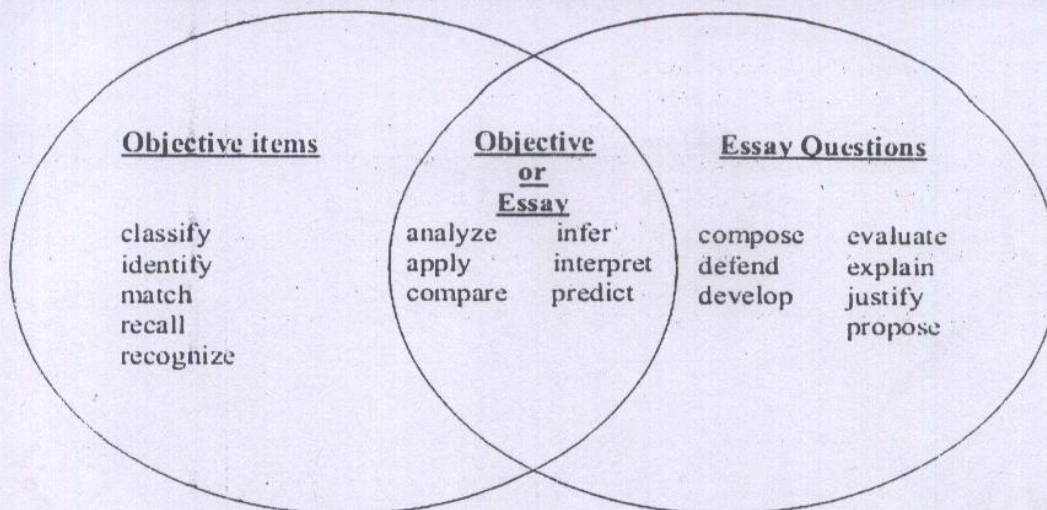 Objective items
classify
identify
match
recall
recognize
Objective
or
Essay
analyze infer
apply interpret
compare predict
Essay Questions
compose evaluate
defend explain
develop justify
propose